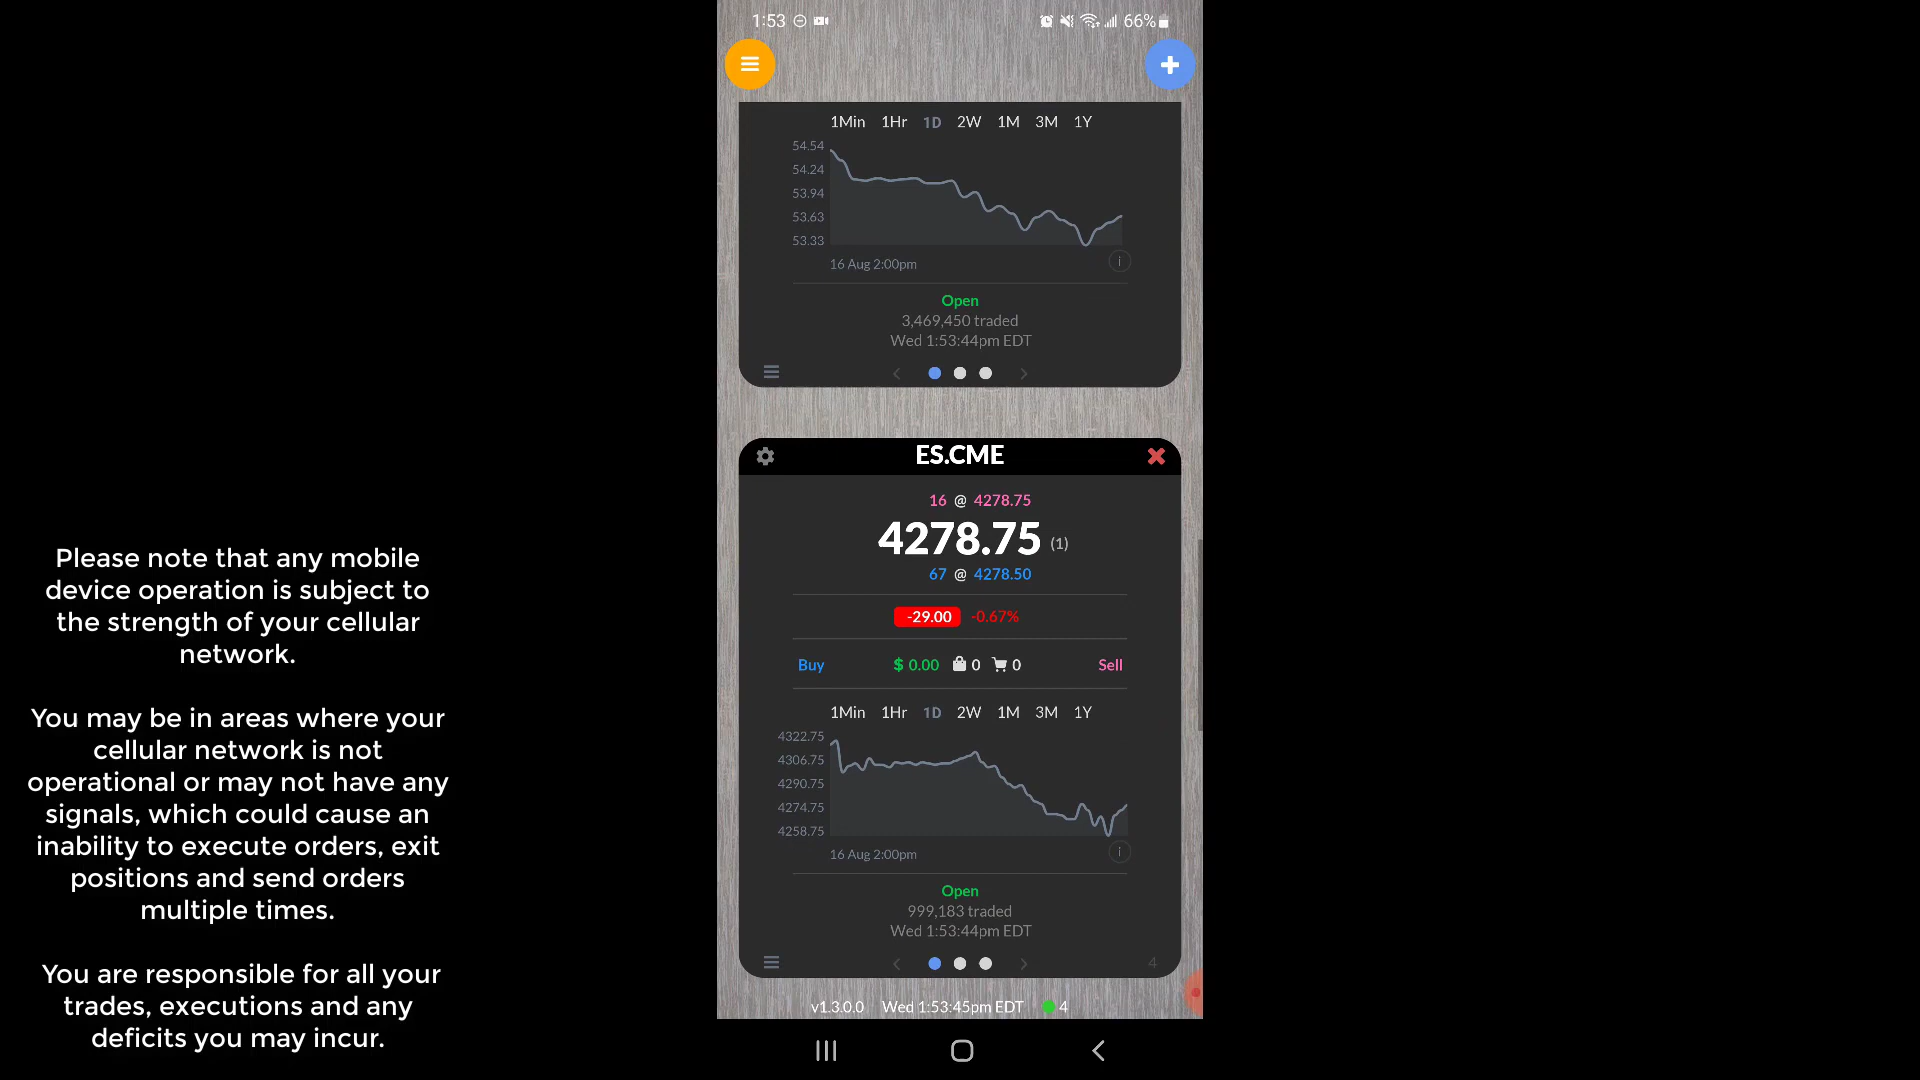 1:53
66%
1Min 1Hr 1D 2W 1M 3M 1Y
54.54
54.24
53.94
53.63
53.33
16 Aug 2:00pm
Open
3,469,450 traded
Wed 1:53:44pm EDT
ES.CME
16 @ 4278.75
4278.75 (1)
67 @ 4278.50
-29.00 -0.67%
Buy $ 0.00 0 0 Sell
1Min 1Hr 1D 2W 1M 3M 1Y
4322.75
4306.75
4290.75
4274.75
4258.75
16 Aug 2:00pm
Open
999,183 traded
Wed 1:53:44pm EDT
4
v1.3.0.0 Wed 1:53:45pm EDT 4
Please note that any mobile
device operation is subject to
the strength of your cellular
network.
You may be in areas where your
cellular network is not
operational or may not have any
signals, which could cause an
inability to execute orders, exit
positions and send orders
multiple times.
You are responsible for all your
trades, executions and any
deficits you may incur.